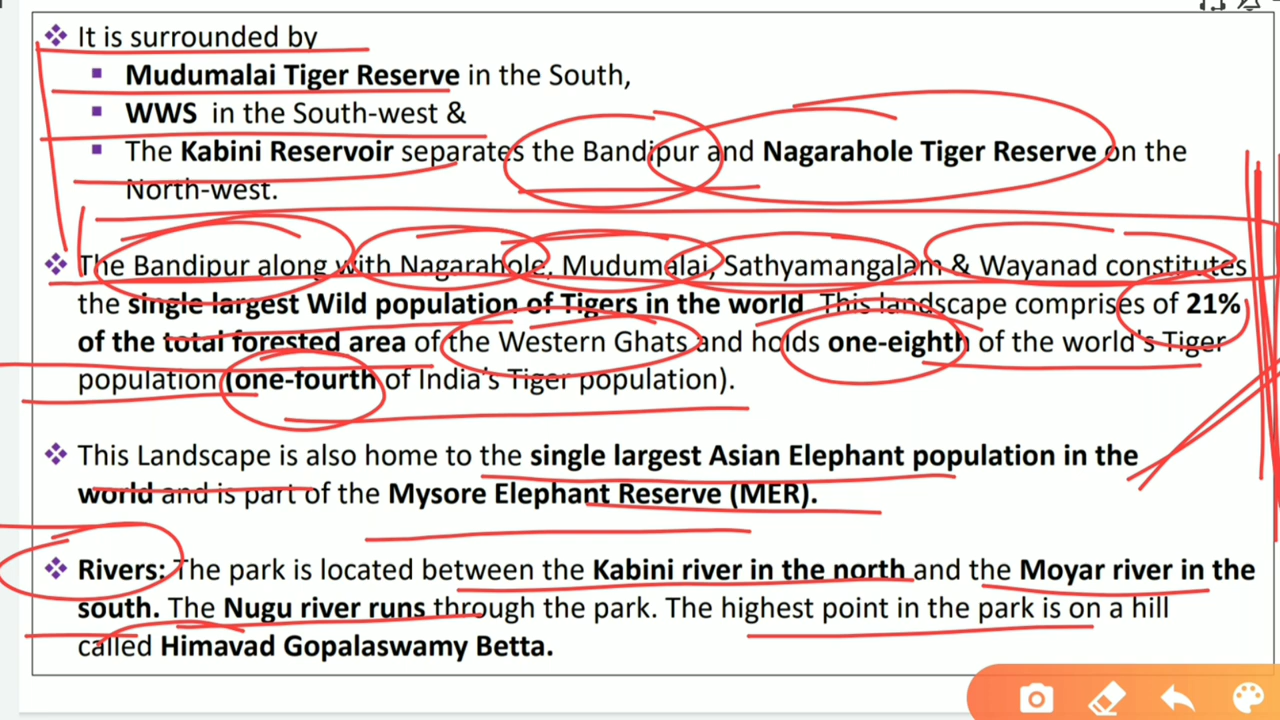 It is surrounded by
Mudumalai Tiger Reserve in the South,
WWS in the South-west &
The Kabini Reservoir separates the Bandipur and Nagarahole Tiger Reserve on the
North-west.
The Bandipur along with Nagarahole, Mudumalai, Sathyamangalam & Wayanad constitutes
the single largest Wild population of Tigers in the world. This landscape comprises of 21%
of the total forested area of the Western Ghats and holds one-eighth of the world's Tiger
population (one-fourth of India's Tiger population).
This Landscape is also home to the single largest Asian Elephant population in the
world and is part of the Mysore Elephant Reserve (MER).
Rivers: The park is located between the Kabini river in the north and the Moyar river in the
south. The Nugu river runs through the park. The highest point in the park is on a hill
called Himavad Gopalaswamy Betta.